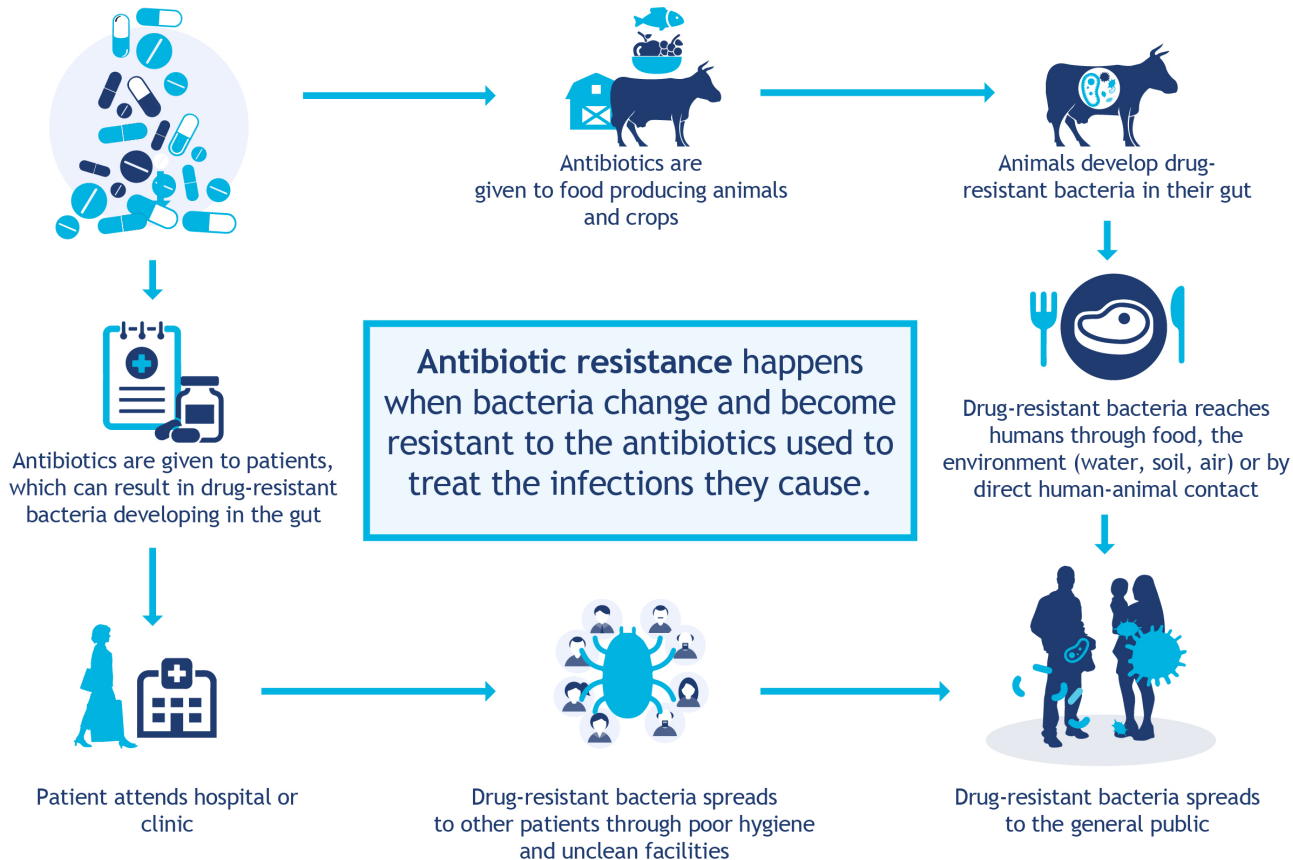 Antibiotics are
given to food producing animals
and crops
Animals develop drug-
resistant bacteria in their gut
Antibiotic resistance happens
when bacteria change and become
resistant to the antibiotics used to
treat the infections they cause.
Drug-resistant bacteria reaches
humans through food, the
environment (water, soil, air) or by
direct human-animal contact
Antibiotics are given to patients,
which can result in drug-resistant
bacteria developing in the gut
Patient attends hospital or
clinic
Drug-resistant bacteria spreads
to other patients through poor hygiene
and unclean facilities
Drug-resistant bacteria spreads
to the general public